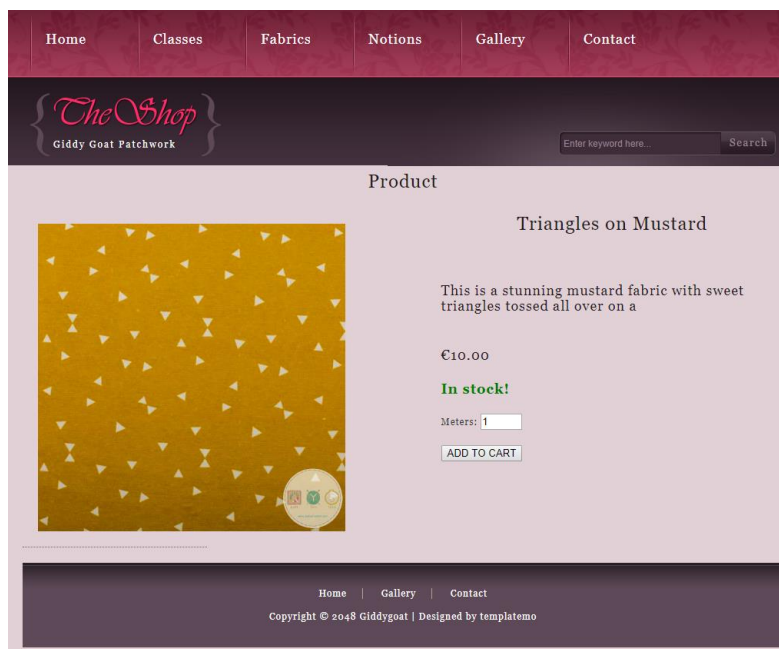 Home Classes Fabrics Notions Gallery Contact
{ The Shop }
Giddy Goat Patchwork
Enter keyword here... Search
Product
Triangles on Mustard
This is a stunning mustard fabric with sweet
triangles tossed all over on a
€10.00
In stock!
Meters: 1
ADD TO CART
Home | Gallery | Contact
Copyright © 2048 Giddygoat | Designed by templatemo